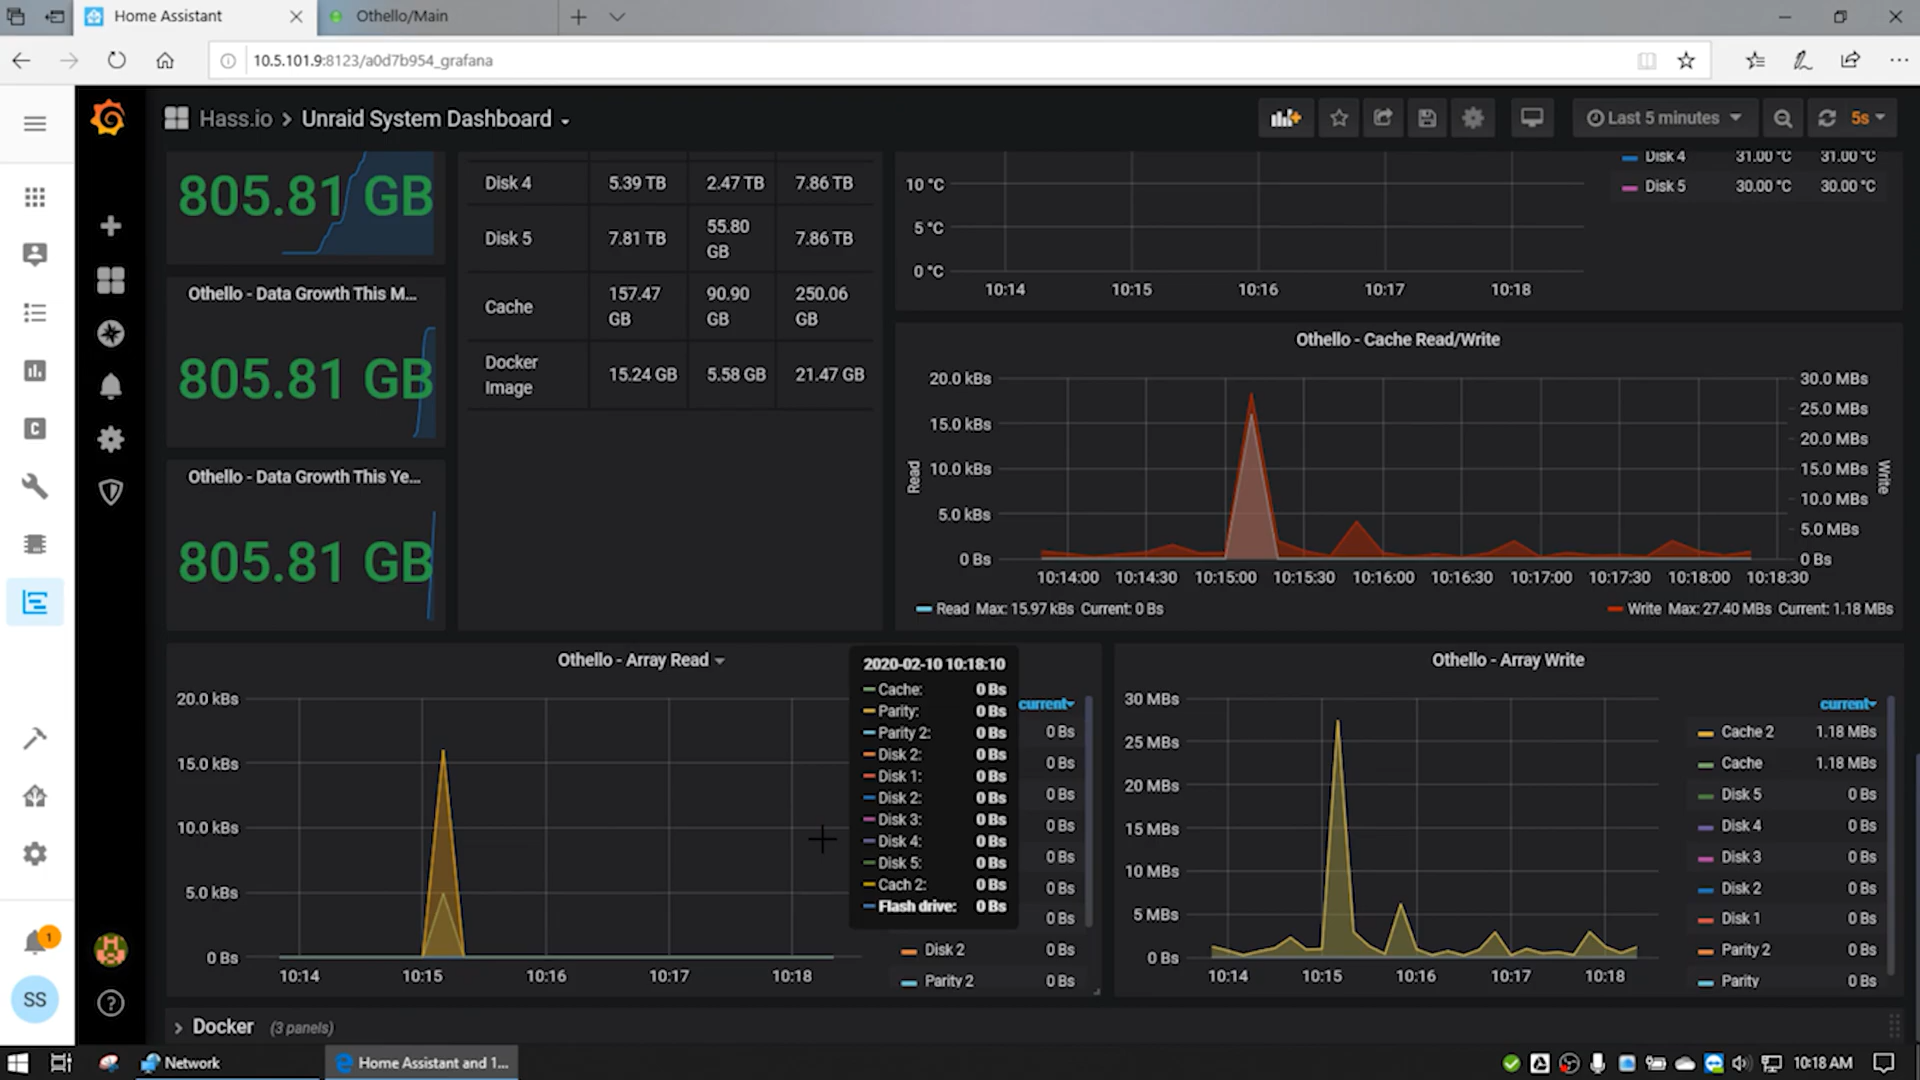 Home Assistant
Othello/Main
10.5.101.9:8123/a0d7b954_grafana
Hass.io > Unraid System Dashboard
Last 5 minutes
5s
805.81 GB
Othello - Data Growth This M...
805.81 GB
Othello - Data Growth This Ye...
805.81 GB
Disk 4 5.39 TB 2.47 TB 7.86 TB
Disk 5 7.81 TB 55.80 GB 7.86 TB
Cache 157.47 GB 90.90 GB 250.06 GB
Docker Image 15.24 GB 5.58 GB 21.47 GB
10 °C
5 °C
0 °C
10:14 10:15 10:16 10:17 10:18
Disk 4 31.00 °C 31.00 °C
Disk 5 30.00 °C 30.00 °C
Othello - Cache Read/Write
20.0 kBs
15.0 kBs
10.0 kBs
5.0 kBs
0 Bs
Read
30.0 MBs
25.0 MBs
20.0 MBs
15.0 MBs
10.0 MBs
5.0 MBs
0 Bs
Write
10:14:00 10:14:30 10:15:00 10:15:30 10:16:00 10:16:30 10:17:00 10:17:30 10:18:00 10:18:30
Read Max: 15.97 kBs Current: 0 Bs
Write Max: 27.40 MBs Current: 1.18 MBs
Othello - Array Read
20.0 kBs
15.0 kBs
10.0 kBs
5.0 kBs
0 Bs
10:14 10:15 10:16 10:17 10:18
2020-02-10 10:18:10
Cache: 0 Bs
Parity: 0 Bs
Parity 2: 0 Bs
Disk 2: 0 Bs
Disk 1: 0 Bs
Disk 2: 0 Bs
Disk 3: 0 Bs
Disk 4: 0 Bs
Disk 5: 0 Bs
Cach 2: 0 Bs
Flash drive: 0 Bs
current
0 Bs
0 Bs
0 Bs
0 Bs
0 Bs
0 Bs
0 Bs
Disk 2 0 Bs
Parity 2 0 Bs
Othello - Array Write
30 MBs
25 MBs
20 MBs
15 MBs
10 MBs
5 MBs
0 Bs
10:14 10:15 10:16 10:17 10:18
current
Cache 2 1.18 MBs
Cache 1.18 MBs
Disk 5 0 Bs
Disk 4 0 Bs
Disk 3 0 Bs
Disk 2 0 Bs
Disk 1 0 Bs
Parity 2 0 Bs
Parity 0 Bs
Docker (3 panels)
C
1
SS
Network
Home Assistant and 1...
10:18 AM